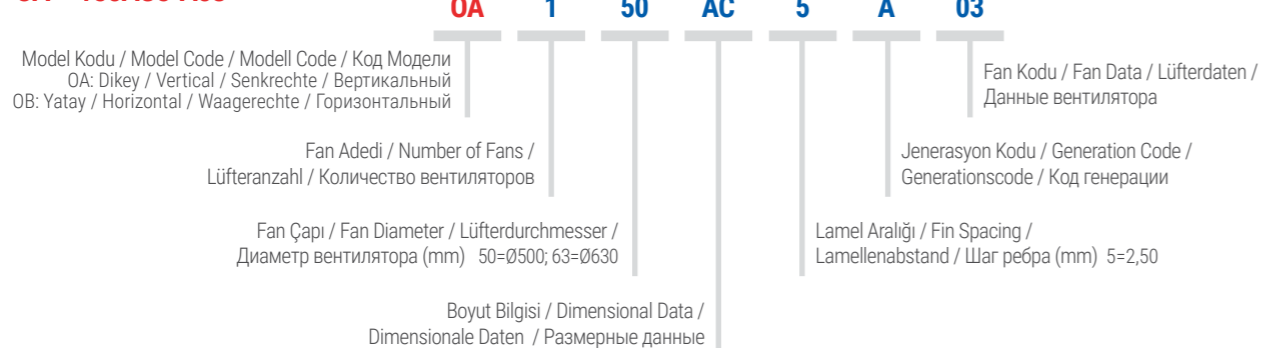 OA 1 50 AC 5 A 03
Model Kodu / Model Code / Modell Code / Код Модели
OA: Dikey / Vertical / Senkrechte / Вертикальный
OB: Yatay / Horizontal / Waagerechte / Горизонтальный
Fan Kodu / Fan Data / Lüfterdaten /
Данные вентилятора
Fan Adedi / Number of Fans /
Lüfteranzahl / Количество вентиляторов
Jenerasyon Kodu / Generation Code /
Generationscode / Код генерации
Fan Çapı / Fan Diameter / Lüfterdurchmesser /
Диаметр вентилятора (mm) 50=Ø500; 63=Ø630
Lamel Aralığı / Fin Spacing /
Lamellenabstand / Шаг ребра (mm) 5=2,50
Boyut Bilgisi / Dimensional Data /
Dimensionale Daten / Размерные данные